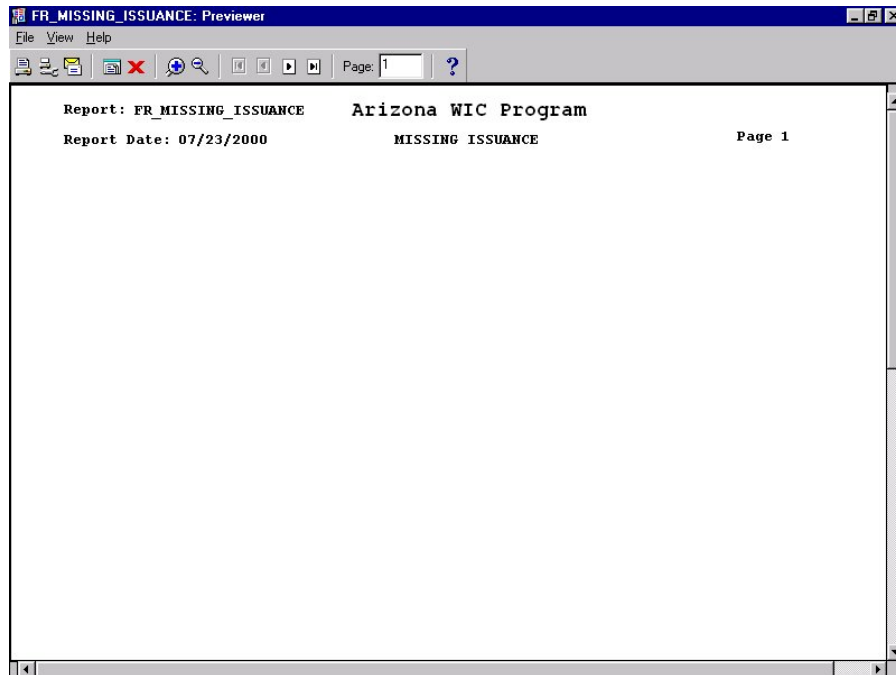 FR_MISSING_ISSUANCE: Previewer
File View Help
Page: 1
Report: FR_MISSING_ISSUANCE Arizona WIC Program
Report Date: 07/23/2000 MISSING ISSUANCE Page 1